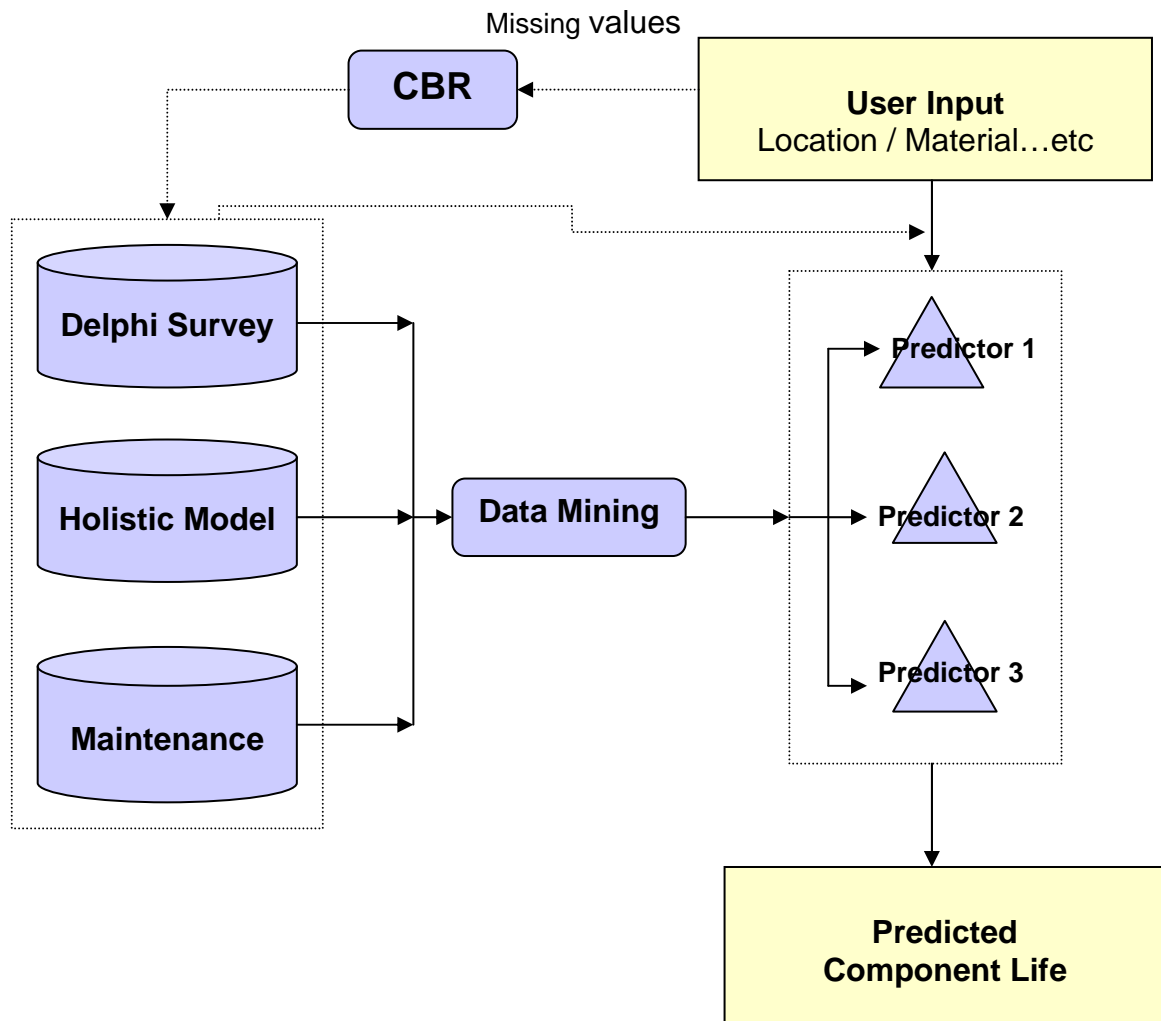 Missing values
CBR
User Input
Location / Material…etc
Delphi Survey
Predictor 1
Holistic Model
Data Mining
Predictor 2
Predictor 3
Maintenance
Predicted
Component Life